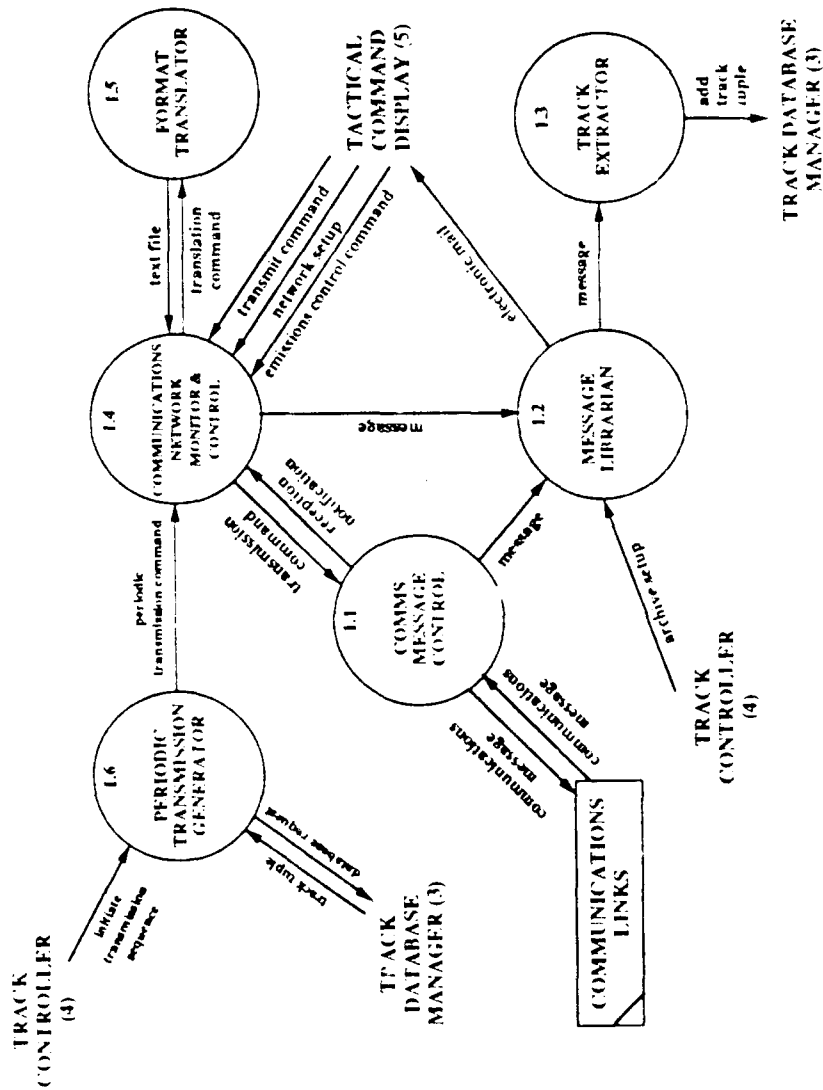 TRACK
CONTROLLER
(4)
initiate
transmission
sequence
1.6
PERIODIC
TRANSMISSION
GENERATOR
periodic
transmission command
1.4
COMMUNICATIONS
NETWORK
MONITOR &
CONTROL
text file
translation
command
1.5
FORMAT
TRANSLATOR
track tuple
database request
TRACK
DATABASE
MANAGER (3)
transmission
command
reception
notification
transmit command
network setup
emissions control command
TACTICAL
COMMAND
DISPLAY (5)
1.1
COMMS
MESSAGE
CONTROL
message
electronic mail
communications
message
communications
message
message
COMMUNICATIONS
LINKS
TRACK
CONTROLLER
(4)
archive setup
1.2
MESSAGE
LIBRARIAN
message
1.3
TRACK
EXTRACTOR
add
track
tuple
TRACK DATABASE
MANAGER (3)